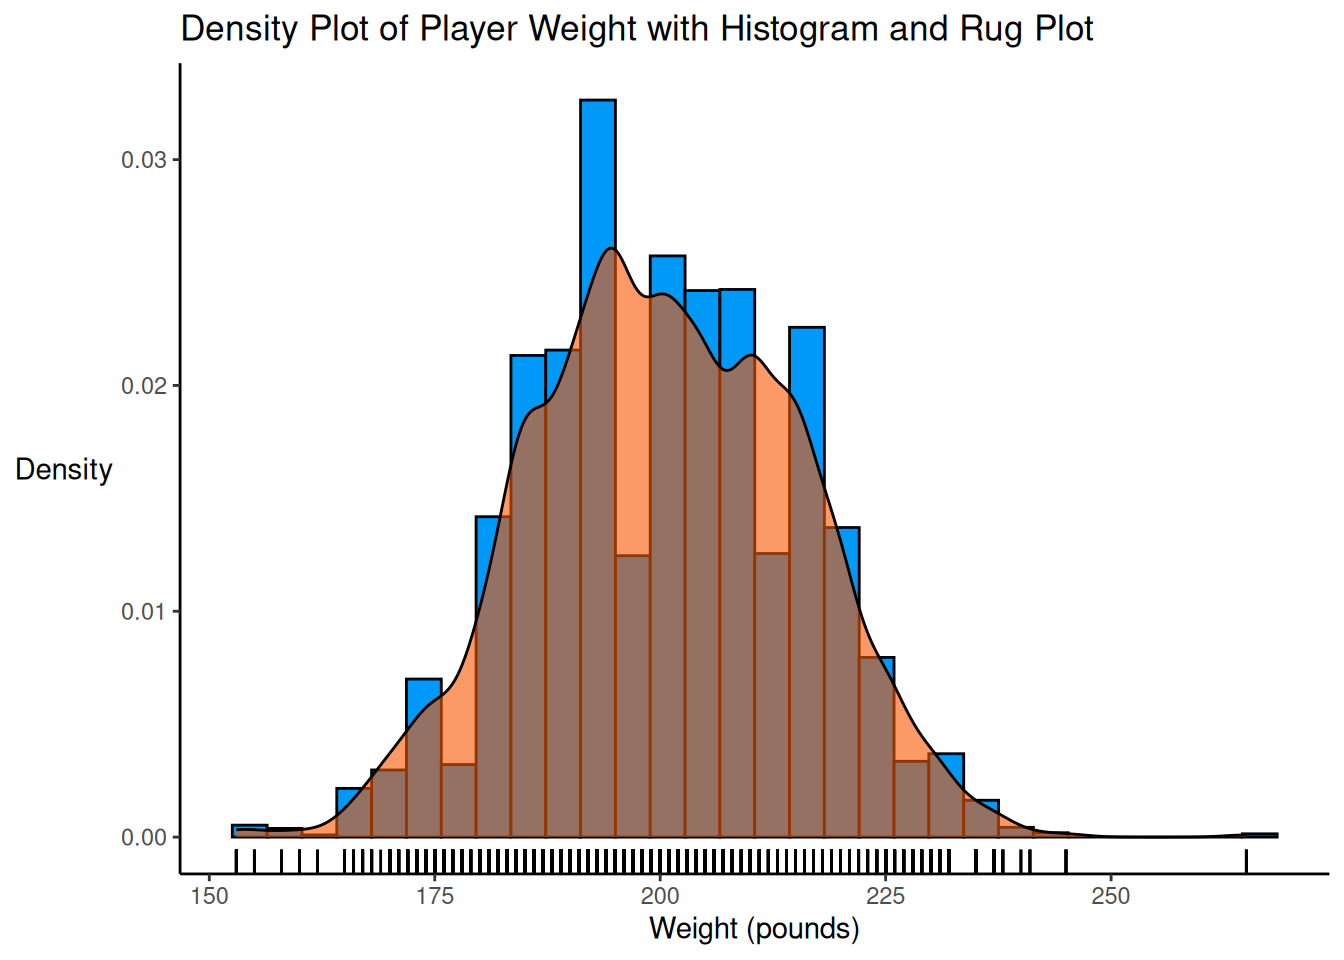 Density Plot of Player Weight with Histogram and Rug Plot
0.03
0.02
Density
0.01
0.00
150 175 200 225 250
Weight (pounds)